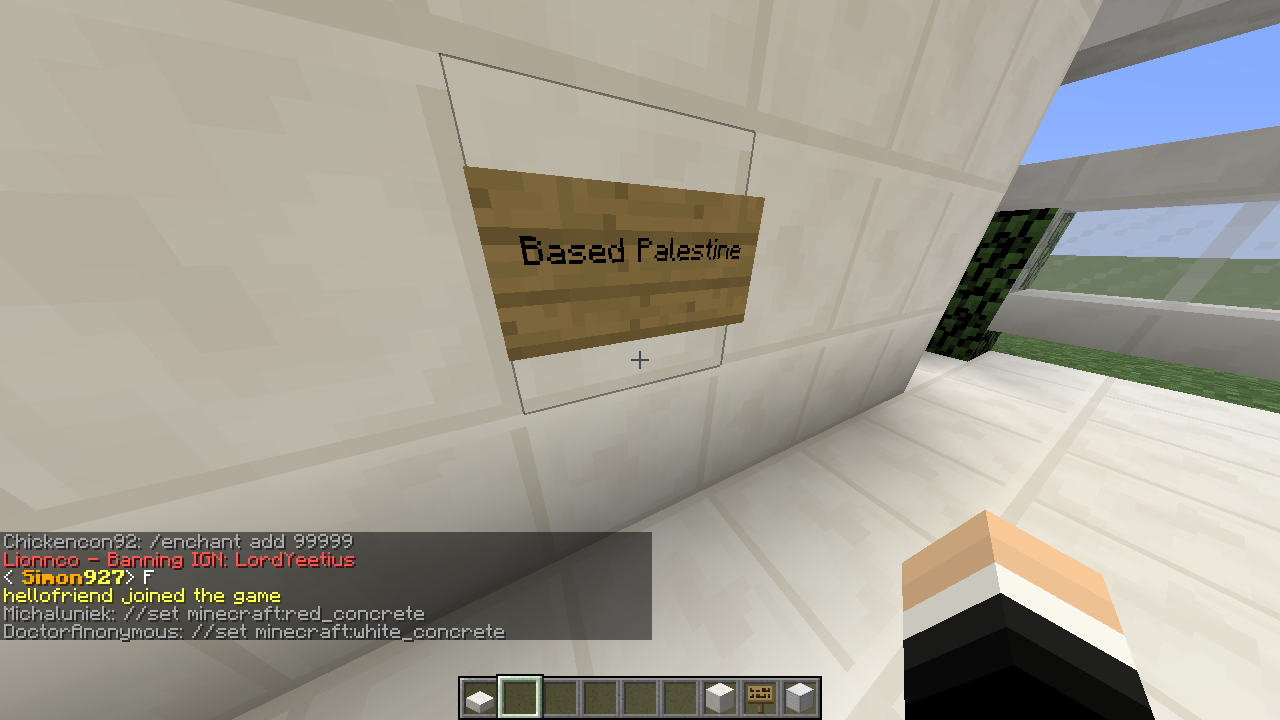 Based Palestine
Chickencon92: /enchant add 99999
Lionnco - Banning IGN: LordYeetius
< Simon927> F
hellofriend joined the game
Michaluniek: //set minecraft:red_concrete
DoctorAnonymous: //set minecraft:white_concrete